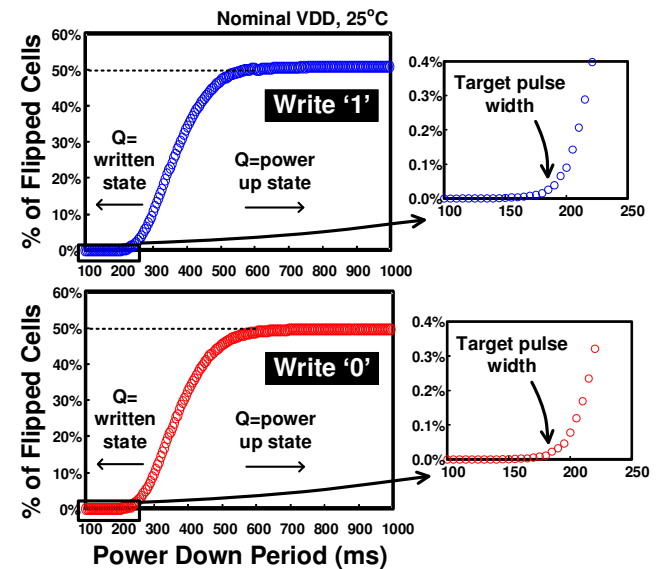 Nominal VDD, 25°C
% of Flipped Cells
60%
50%
40%
30%
20%
10%
0%
Write '1'
Q=
written
state
Q=power
up state
100 200 300 400 500 600 700 800 900 1000
0.4%
0.3%
0.2%
0.1%
0.0%
Target pulse
width
100 150 200 250
% of Flipped Cells
60%
50%
40%
30%
20%
10%
0%
Write '0'
Q=
written
state
Q=power
up state
100 200 300 400 500 600 700 800 900 1000
0.4%
0.3%
0.2%
0.1%
0.0%
Target pulse
width
100 150 200 250
Power Down Period (ms)